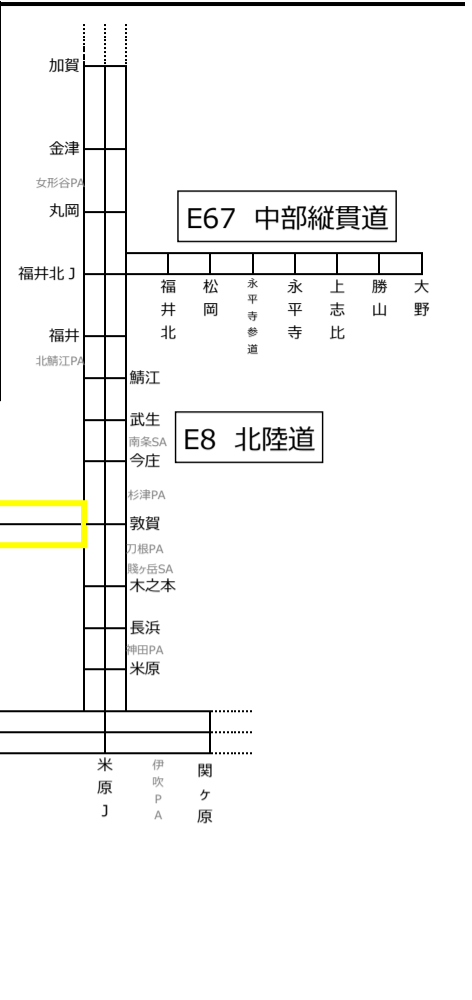 加賀
金津
女形谷PA
丸岡
E67 中部縦貫道
福井北J
福井北
松岡
永平寺参道
永平寺
上志比
勝山
大野
福井
北鯖江PA
鯖江
武生
E8 北陸道
南条SA
今庄
杉津PA
敦賀
刀根PA
賤ヶ岳SA
木之本
長浜
神田PA
米原
米原J
伊吹PA
関ヶ原